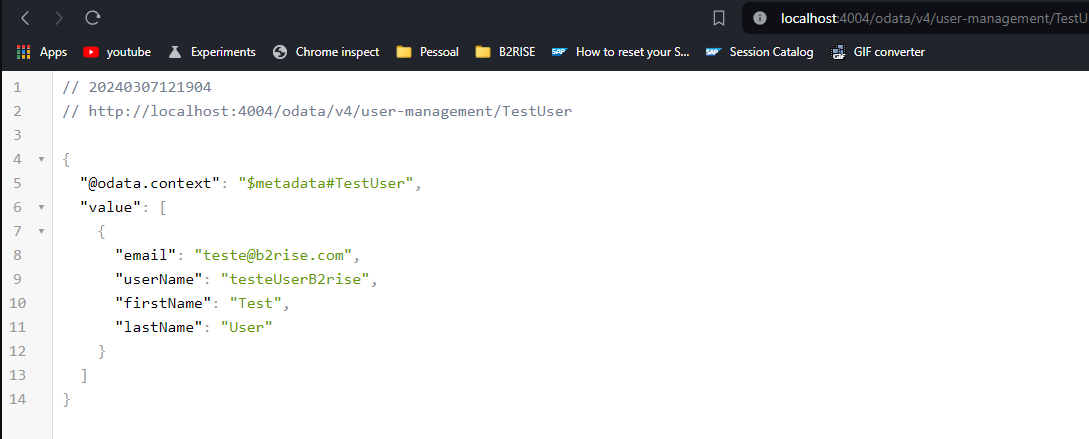 localhost:4004/odata/v4/user-management/TestU
Apps youtube Experiments Chrome inspect Pessoal B2RISE SAP How to reset your S... SAP Session Catalog GIF converter
1 // 20240307121904
2 // http://localhost:4004/odata/v4/user-management/TestUser
3
4 {
5 "@odata.context": "$metadata#TestUser",
6 "value": [
7 {
8 "email": "teste@b2rise.com",
9 "userName": "testeUserB2rise",
10 "firstName": "Test",
11 "lastName": "User"
12 }
13 ]
14 }